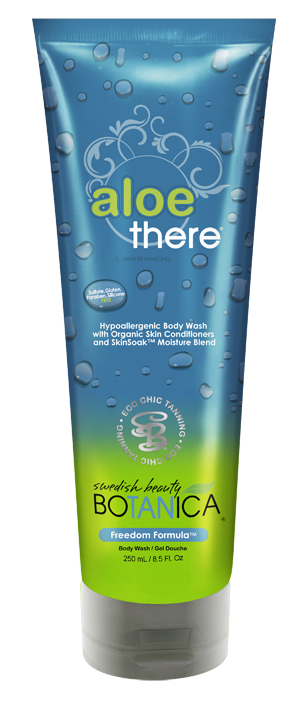 aloe
there®
Sulfate, Gluten,
Paraben, Silicone
FREE
Hypoallergenic Body Wash
with Organic Skin Conditioners
and SkinSoak™ Moisture Blend
ECO CHIC TANNING • ECO CHIC TANNING •
SB
swedish beauty
BOTANICA®
Freedom Formula™
Body Wash / Gel Douche
250 mL / 8.5 Fl. Oz